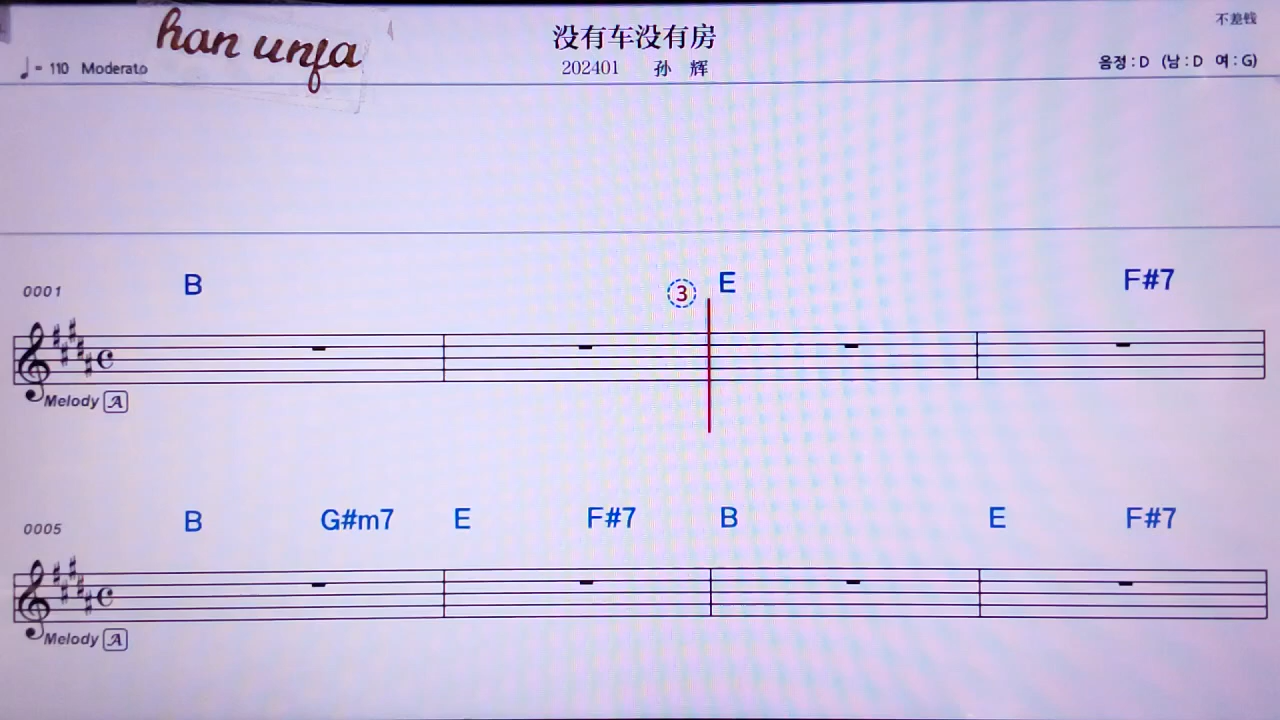 han unfa
没有车没有房
不差钱
♩= 110 Moderato
202401 孙 辉
음정 : D (남 : D 여 : G)
0001 B ③ E F#7
Melody A
0005 B G#m7 E F#7 B E F#7
Melody A